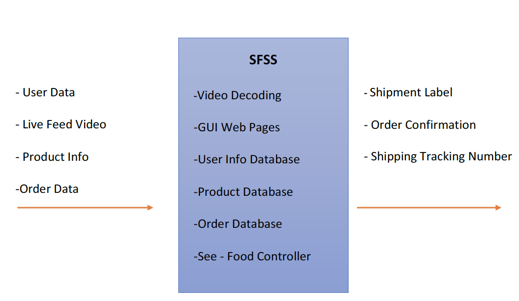 - User Data
- Live Feed Video
- Product Info
-Order Data
SFSS
-Video Decoding
-GUI Web Pages
-User Info Database
-Product Database
-Order Database
-See - Food Controller
- Shipment Label
- Order Confirmation
- Shipping Tracking Number